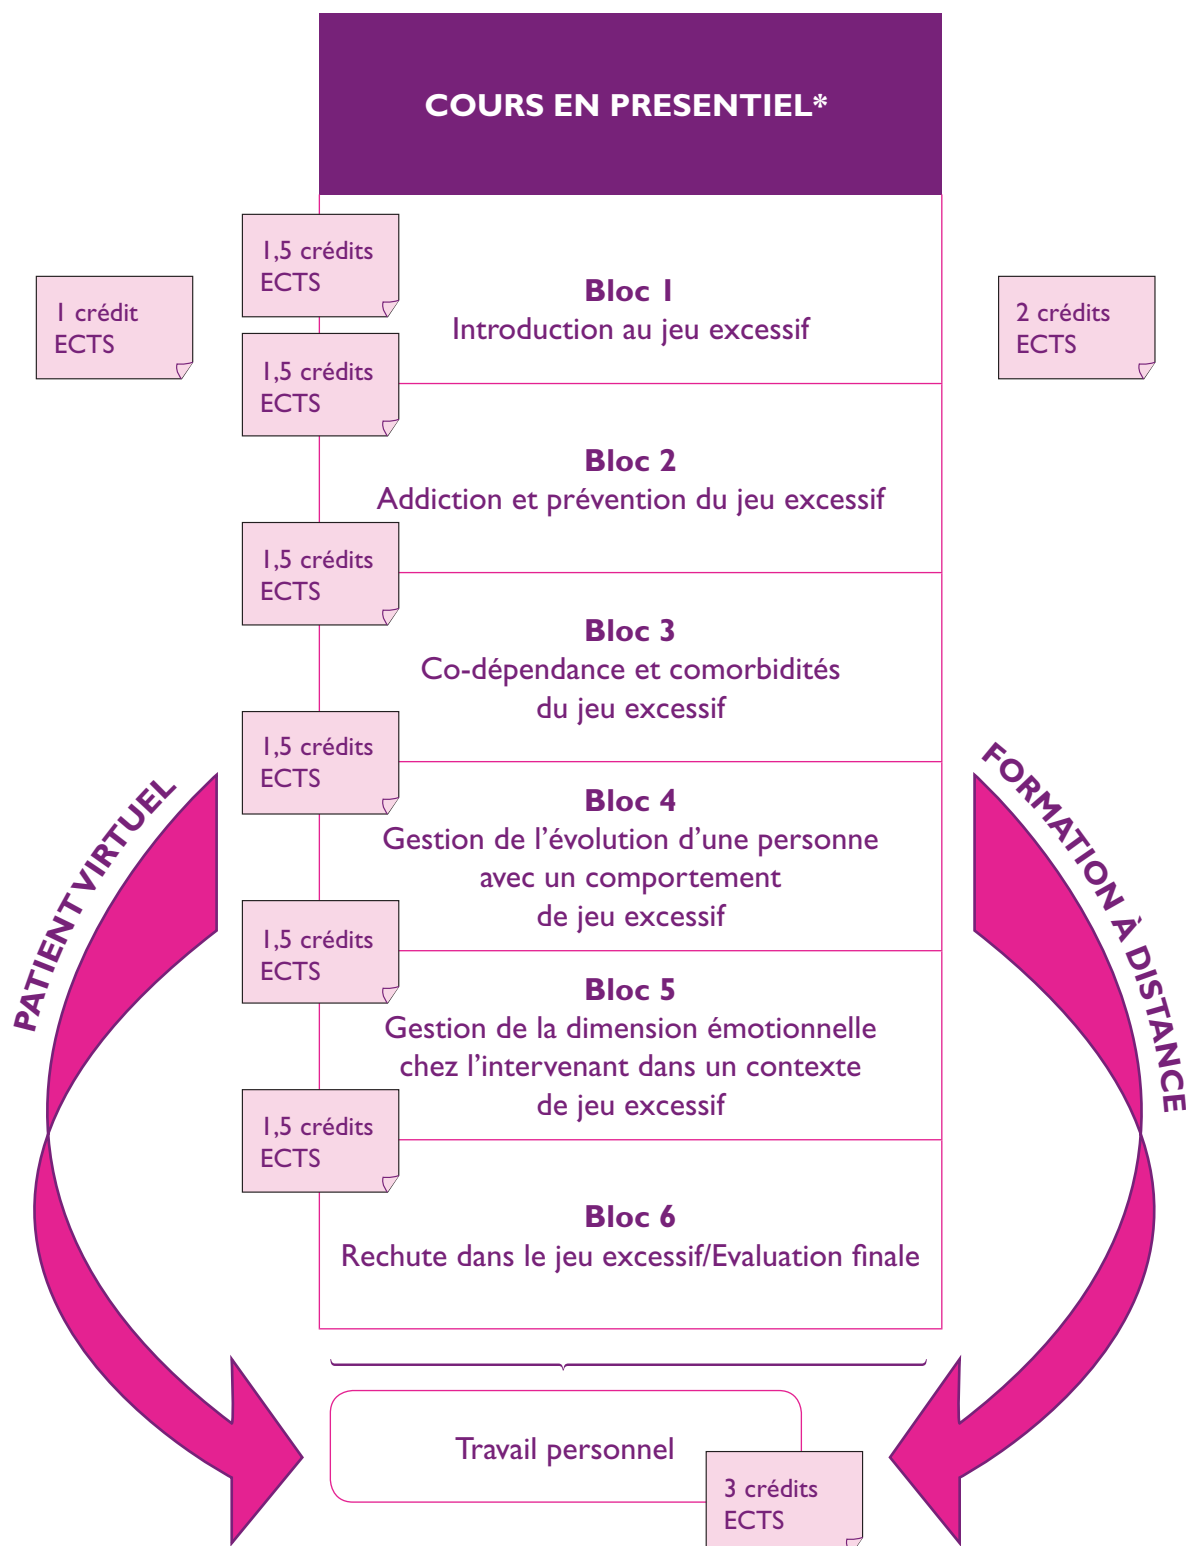 COURS EN PRESENTIEL*
1,5 crédits
ECTS
1 crédit
ECTS
Bloc 1
Introduction au jeu excessif
2 crédits
ECTS
1,5 crédits
ECTS
Bloc 2
Addiction et prévention du jeu excessif
1,5 crédits
ECTS
Bloc 3
Co-dépendance et comorbidités
du jeu excessif
1,5 crédits
ECTS
PATIENT VIRTUEL
FORMATION À DISTANCE
Bloc 4
Gestion de l’évolution d’une personne
avec un comportement
de jeu excessif
1,5 crédits
ECTS
Bloc 5
Gestion de la dimension émotionnelle
chez l’intervenant dans un contexte
de jeu excessif
1,5 crédits
ECTS
Bloc 6
Rechute dans le jeu excessif/Evaluation finale
Travail personnel
3 crédits
ECTS